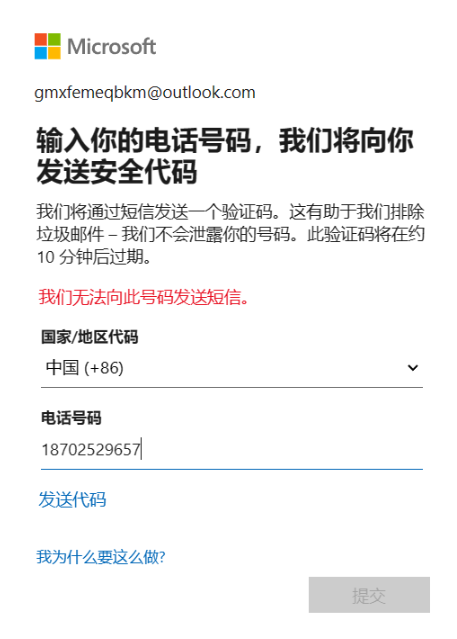 Microsoft
gmxfemeqbkm@outlook.com
输入你的电话号码，我们将向你
发送安全代码
我们将通过短信发送一个验证码。这有助于我们排除
垃圾邮件 – 我们不会泄露你的号码。此验证码将在约
10 分钟后过期。
我们无法向此号码发送短信。
国家/地区代码
中国 (+86)
电话号码
18702529657
发送代码
我为什么要这么做?
提交